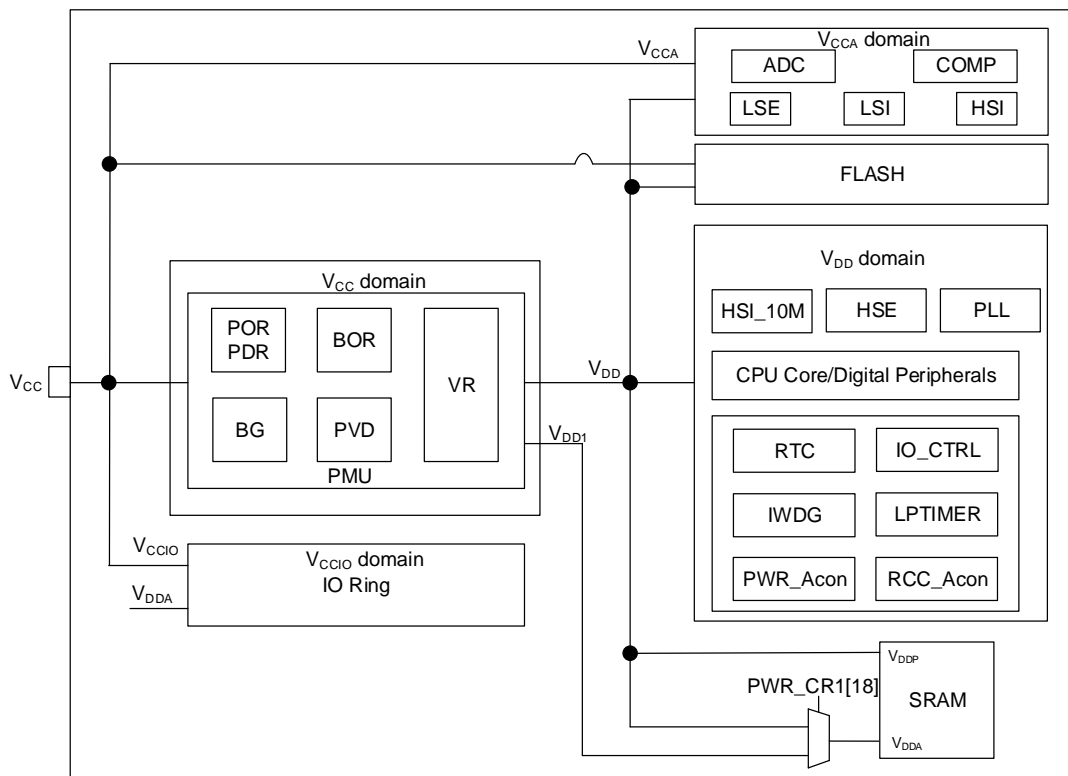 VCCA domain
VCCA
ADC
COMP
LSE
LSI
HSI
FLASH
VCC domain
POR
PDR
BOR
VR
BG
PVD
PMU
VCC
VDD
VDD1
VDD domain
HSI_10M
HSE
PLL
CPU Core/Digital Peripherals
RTC
IO_CTRL
IWDG
LPTIMER
PWR_Acon
RCC_Acon
VCCIO
VCCIO domain
IO Ring
VDDA
PWR_CR1[18]
VDDP
SRAM
VDDA